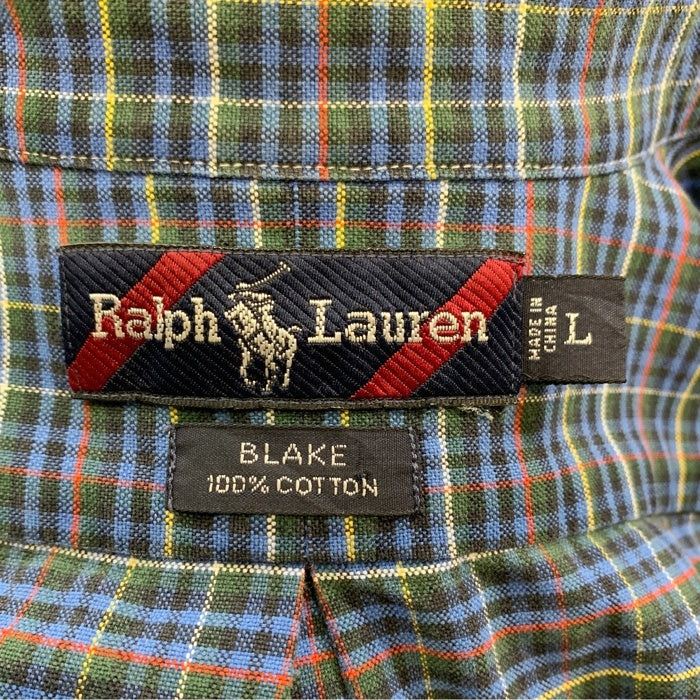 Ralph Lauren
MADE IN
CHINA
L
BLAKE
100% COTTON